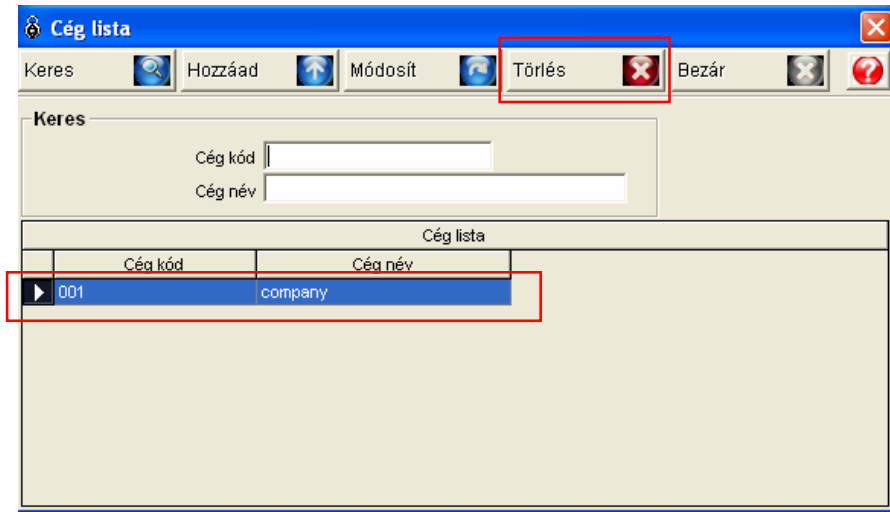 Cég lista
Keres Hozzáad Módosít Törlés Bezár
Keres
Cég kód
Cég név
Cég lista
Cég kód Cég név
001 company